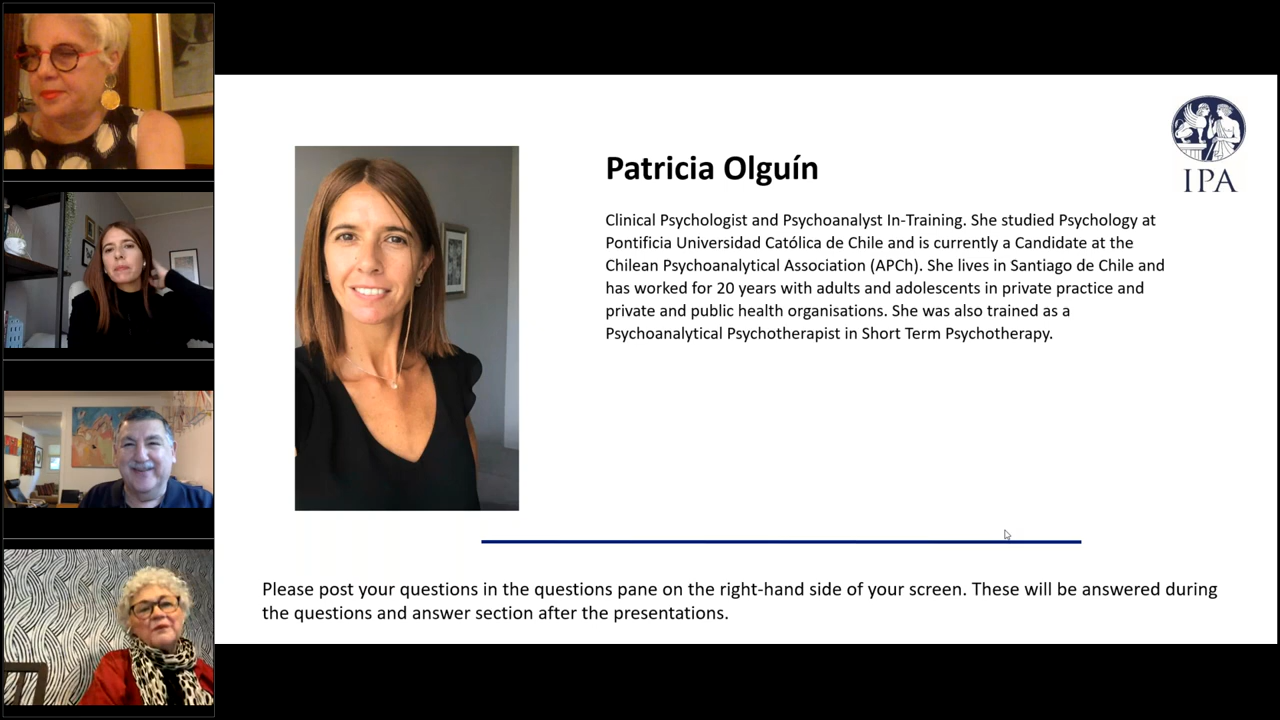 Patricia Olguín
IPA
Clinical Psychologist and Psychoanalyst In-Training. She studied Psychology at
Pontificia Universidad Católica de Chile and is currently a Candidate at the
Chilean Psychoanalytical Association (APCh). She lives in Santiago de Chile and
has worked for 20 years with adults and adolescents in private practice and
private and public health organisations. She was also trained as a
Psychoanalytical Psychotherapist in Short Term Psychotherapy.
Please post your questions in the questions pane on the right-hand side of your screen. These will be answered during
the questions and answer section after the presentations.